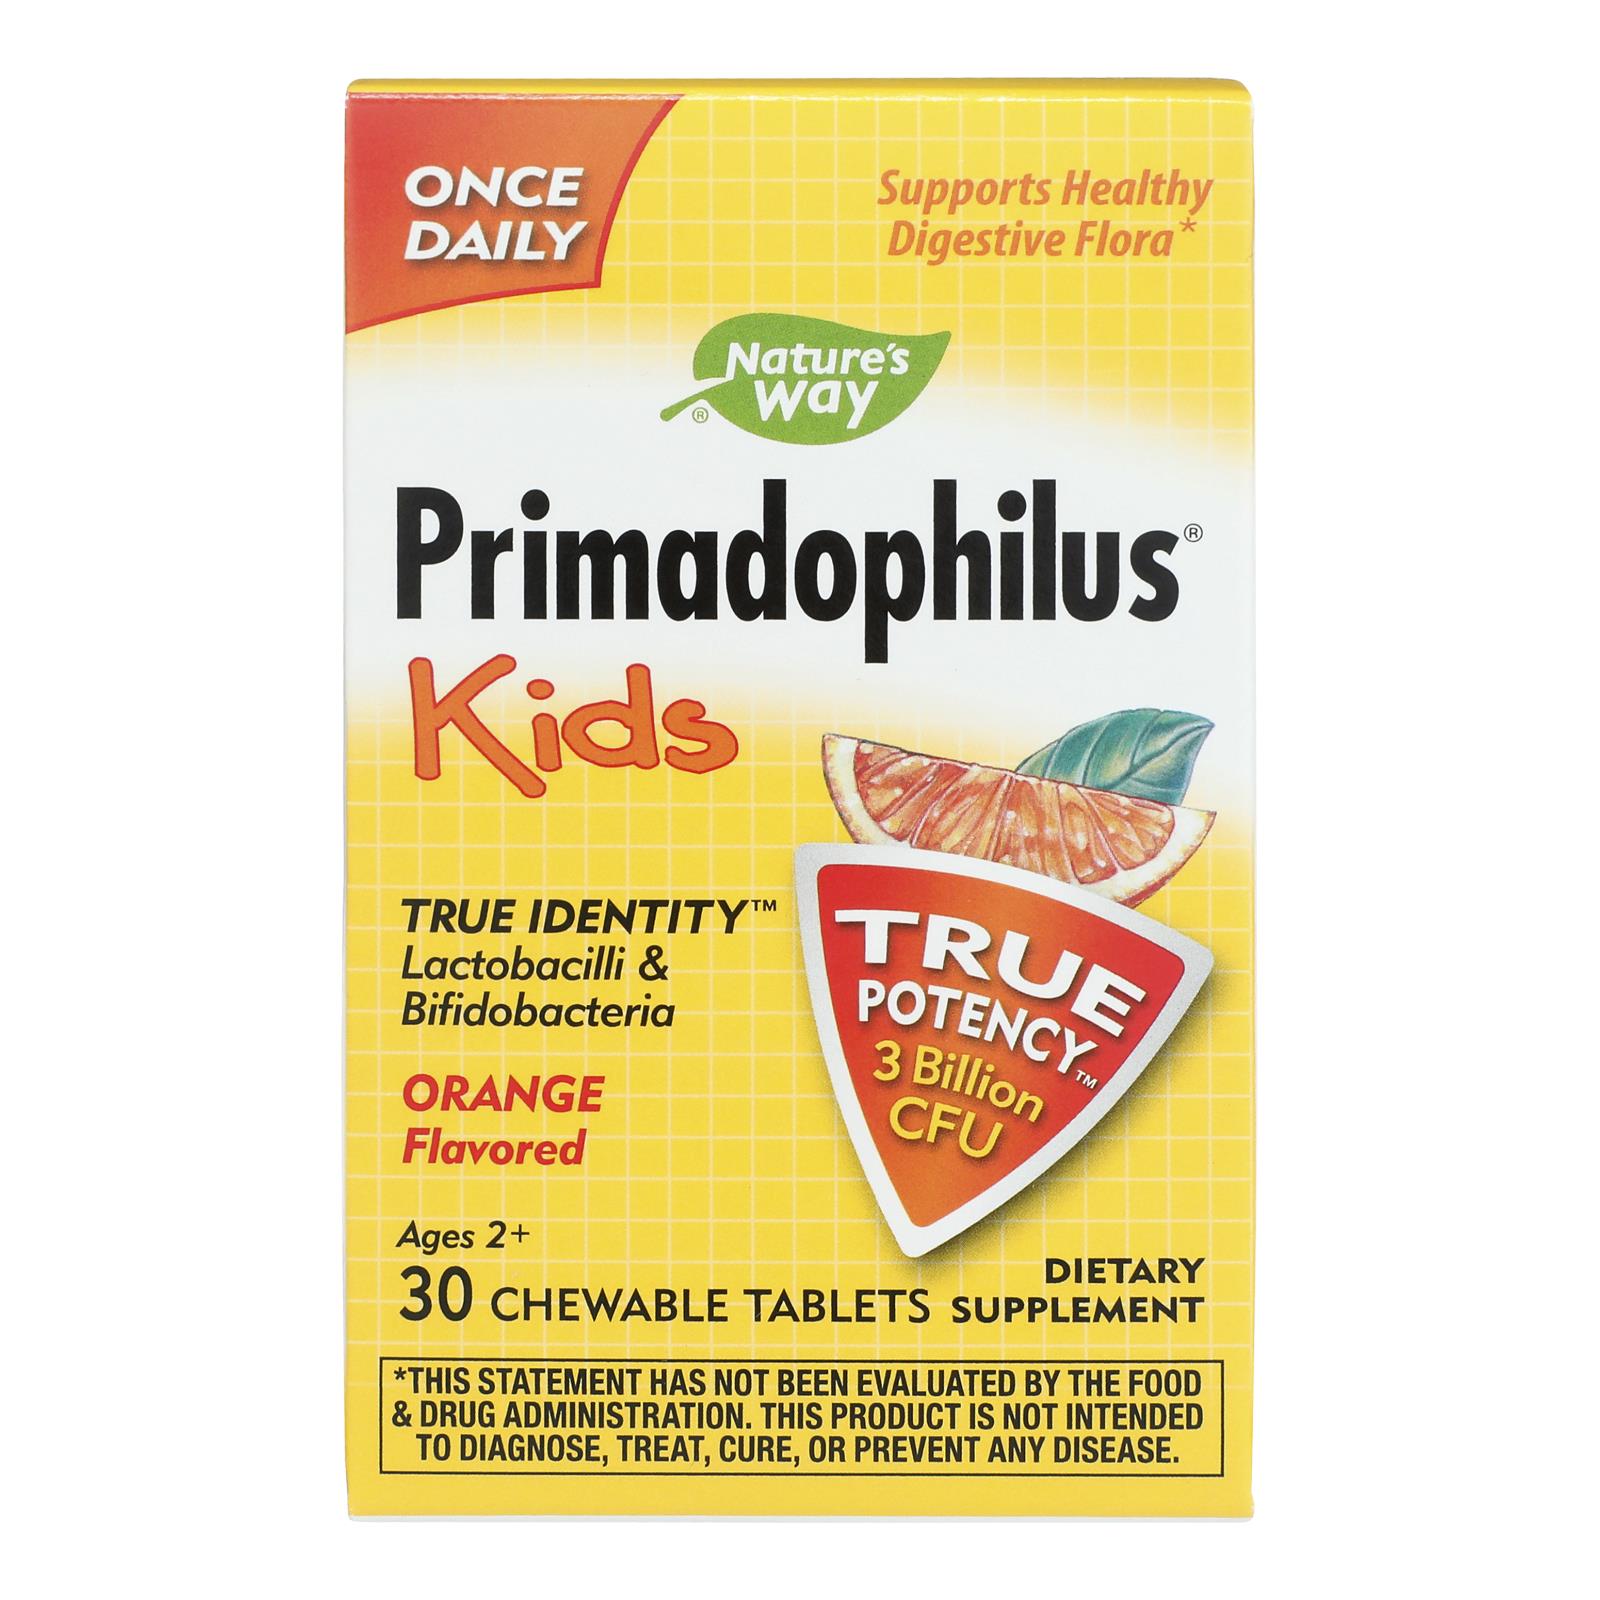 ONCE
DAILY
Supports Healthy
Digestive Flora*
Nature's
Way®
Primadophilus®
Kids
TRUE IDENTITY™
Lactobacilli &
Bifidobacteria
TRUE
POTENCY™
3 Billion
CFU
ORANGE
Flavored
Ages 2+
30 CHEWABLE TABLETS
DIETARY
SUPPLEMENT
*THIS STATEMENT HAS NOT BEEN EVALUATED BY THE FOOD
& DRUG ADMINISTRATION. THIS PRODUCT IS NOT INTENDED
TO DIAGNOSE, TREAT, CURE, OR PREVENT ANY DISEASE.